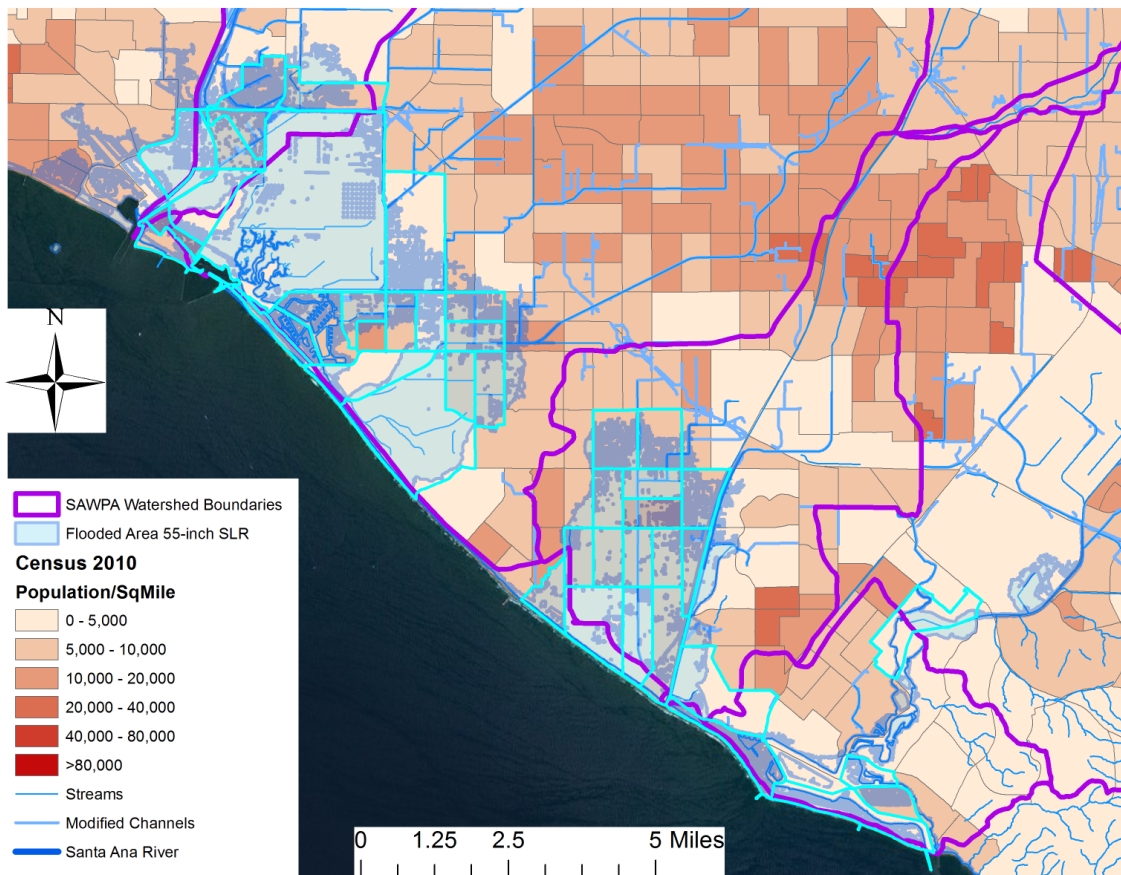 N
SAWPA Watershed Boundaries
Flooded Area 55-inch SLR
Census 2010
Population/SqMile
0 - 5,000
5,000 - 10,000
10,000 - 20,000
20,000 - 40,000
40,000 - 80,000
>80,000
Streams
Modified Channels
Santa Ana River
0 1.25 2.5 5 Miles